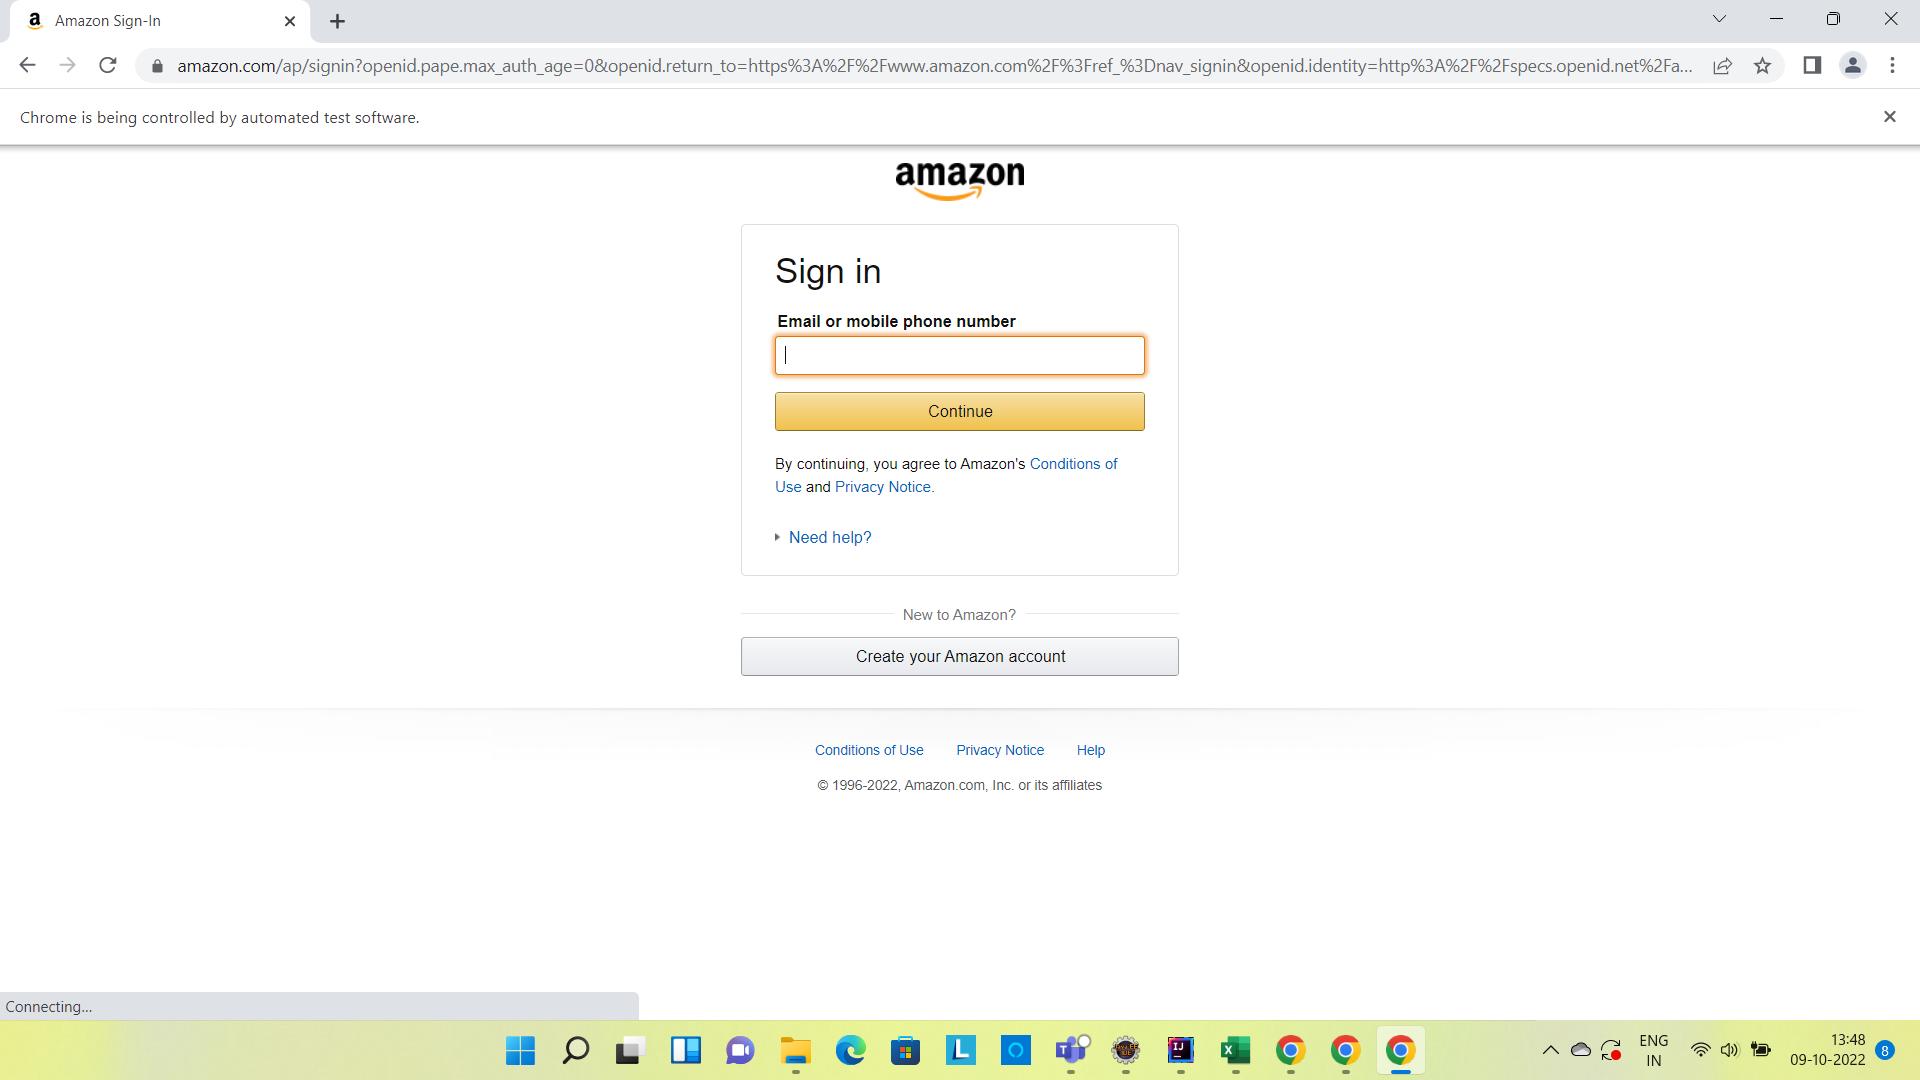 Amazon Sign-In
amazon.com/ap/signin?openid.pape.max_auth_age=0&openid.return_to=https%3A%2F%2Fwww.amazon.com%2F%3Fref_%3Dnav_signin&openid.identity=http%3A%2F%2Fspecs.openid.net%2Fa...
Chrome is being controlled by automated test software.
amazon
Sign in
Email or mobile phone number
Continue
By continuing, you agree to Amazon's Conditions of
Use and Privacy Notice.
Need help?
New to Amazon?
Create your Amazon account
Conditions of Use Privacy Notice Help
© 1996-2022, Amazon.com, Inc. or its affiliates
Connecting...
ENG
IN
13:48
09-10-2022
8